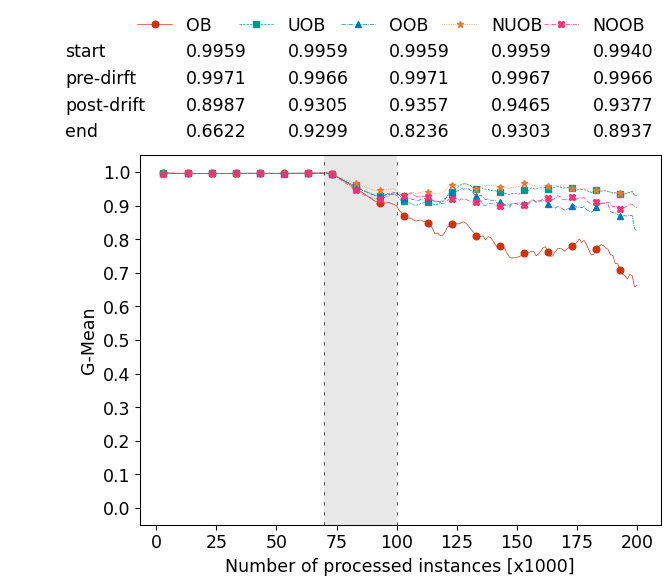 OB UOB OOB NUOB NOOB
start 0.9959 0.9959 0.9959 0.9959 0.9940
pre-dirft 0.9971 0.9966 0.9971 0.9967 0.9966
post-drift 0.8987 0.9305 0.9357 0.9465 0.9377
end 0.6622 0.9299 0.8236 0.9303 0.8937
1.0
0.9
0.8
0.7
0.6
0.5
0.4
0.3
0.2
0.1
0.0
G-Mean
0 25 50 75 100 125 150 175 200
Number of processed instances [x1000]